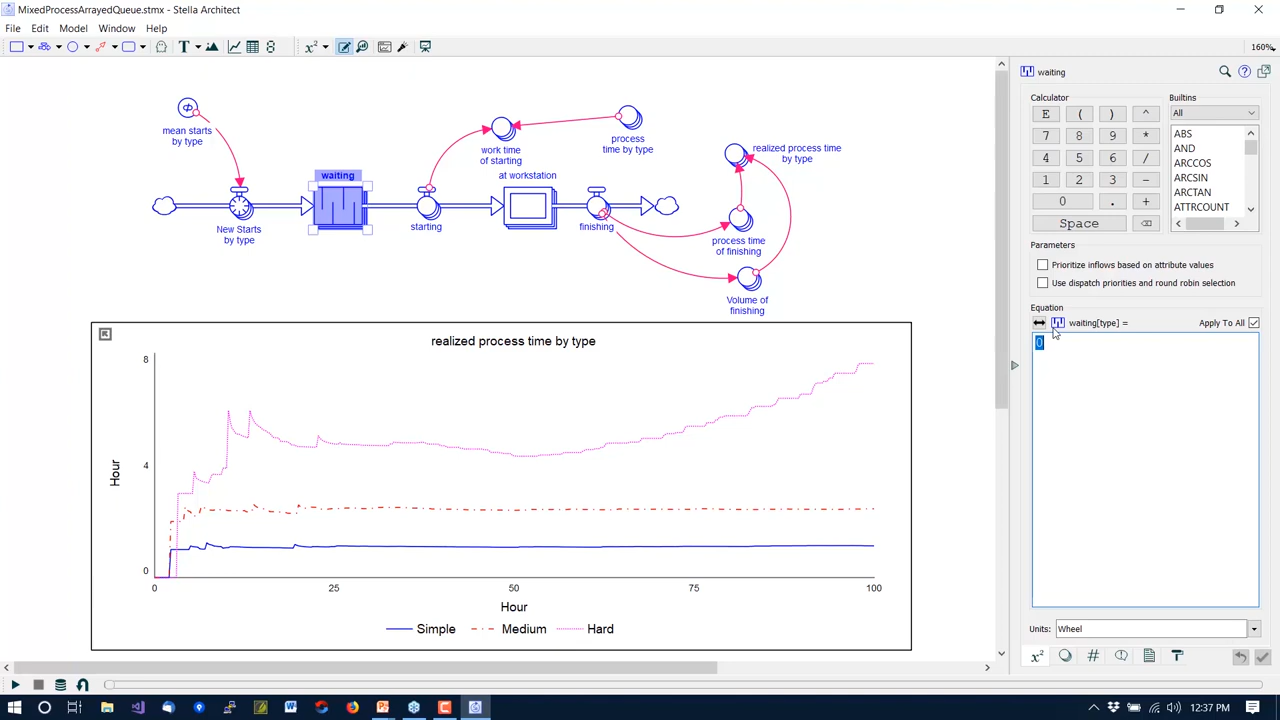 MixedProcessArrayedQueue.stmx - Stella Architect
File Edit Model Window Help
160%
mean starts
by type
New Starts
by type
waiting
starting
work time
of starting
process
time by type
at workstation
finishing
realized process time
by type
process time
of finishing
Volume of
finishing
realized process time by type
8
4
0
Hour
0 25 50 75 100
Hour
Simple Medium Hard
waiting
Calculator
E ( ) ^
7 8 9 *
4 5 6 /
1 2 3 −
0 . +
Space
Builtins
All
ABS
AND
ARCCOS
ARCSIN
ARCTAN
ATTRCOUNT
Parameters
Prioritize inflows based on attribute values
Use dispatch priorities and round robin selection
Equation
waiting[type] =
Apply To All
0
Units: Wheel
12:37 PM